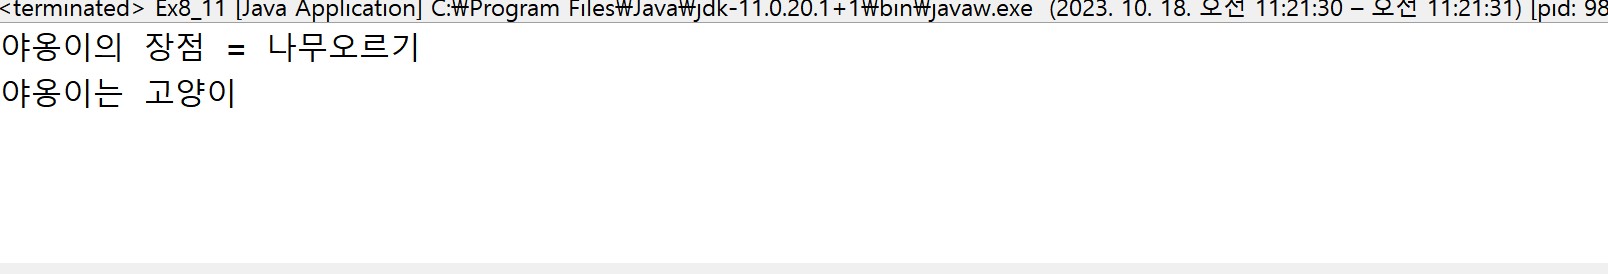 <terminated> Ex8_11 [Java Application] C:₩Program Files₩Java₩jdk-11.0.20.1+1₩bin₩javaw.exe (2023. 10. 18. 오전 11:21:30 – 오전 11:21:31) [pid: 98
야옹이의 장점 = 나무오르기
야옹이는 고양이